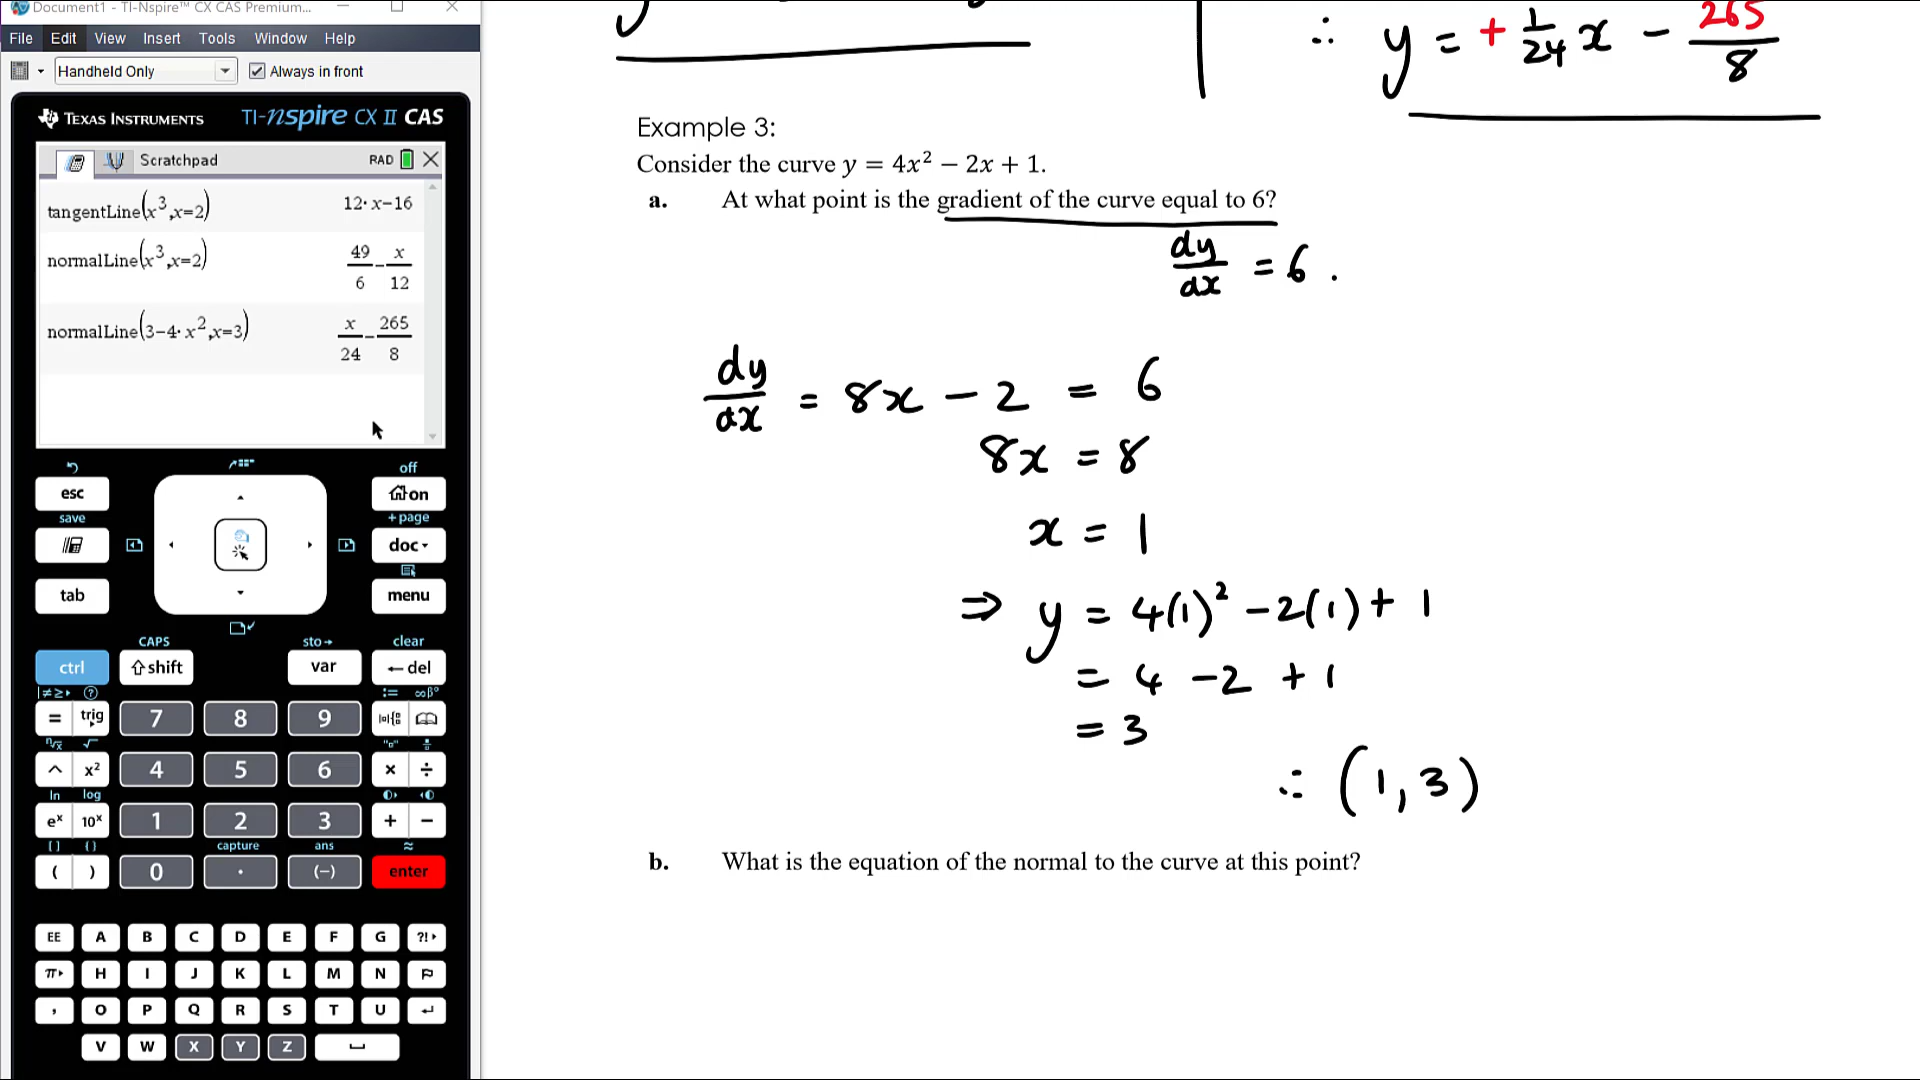 Document1 - TI-Nspire™ CX CAS Premium...
File Edit View Insert Tools Window Help
Handheld Only Always in front
TEXAS INSTRUMENTS TI-nspire CX II CAS
Scratchpad RAD
tangentLine(x³,x=2) 12·x−16
normalLine(x³,x=2) 49/6 − x/12
normalLine(3−4·x²,x=3) x/24 − 265/8
off
esc on
save +page
doc
tab menu
CAPS sto→ clear
ctrl shift var ←del
|≠≥▸ ? := ∞β°
= trig 7 8 9
ⁿ√x √ "□"
^ x² 4 5 6 × ÷
ln log
eˣ 10ˣ 1 2 3 + −
[ ] { } capture ans ≈
( ) 0 . (−) enter
EE A B C D E F G ?!▸
π▸ H I J K L M N
, O P Q R S T U
V W X Y Z
∴ y = + 1/24 x − 265/8
Example 3:
Consider the curve y = 4x² − 2x + 1.
a. At what point is the gradient of the curve equal to 6?
dy/dx = 6 .
dy/dx = 8x − 2 = 6
8x = 8
x = 1
⇒ y = 4(1)² − 2(1) + 1
= 4 − 2 + 1
= 3
∴ (1, 3)
b. What is the equation of the normal to the curve at this point?